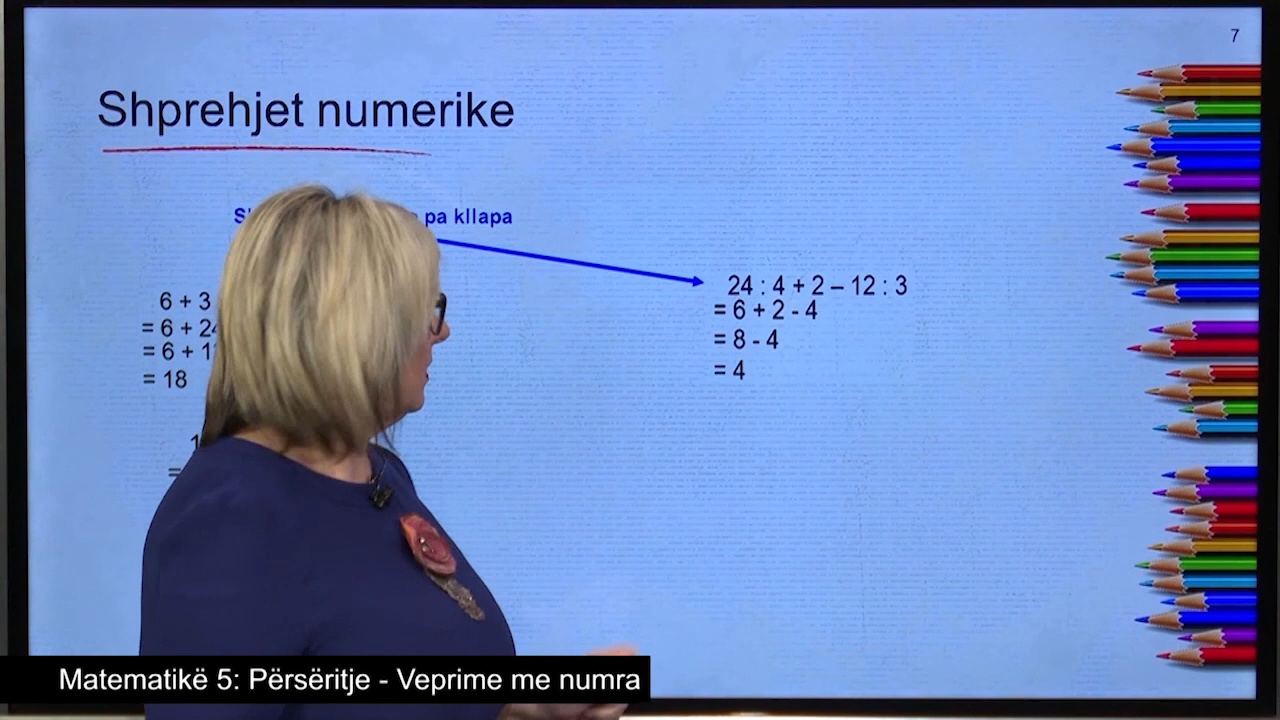 7
Shprehjet numerike
pa kllapa
6 + 3
= 6 + 24
= 6 + 1
= 18
1
=
24 : 4 + 2 – 12 : 3
= 6 + 2 - 4
= 8 - 4
= 4
Matematikë 5: Përsëritje - Veprime me numra